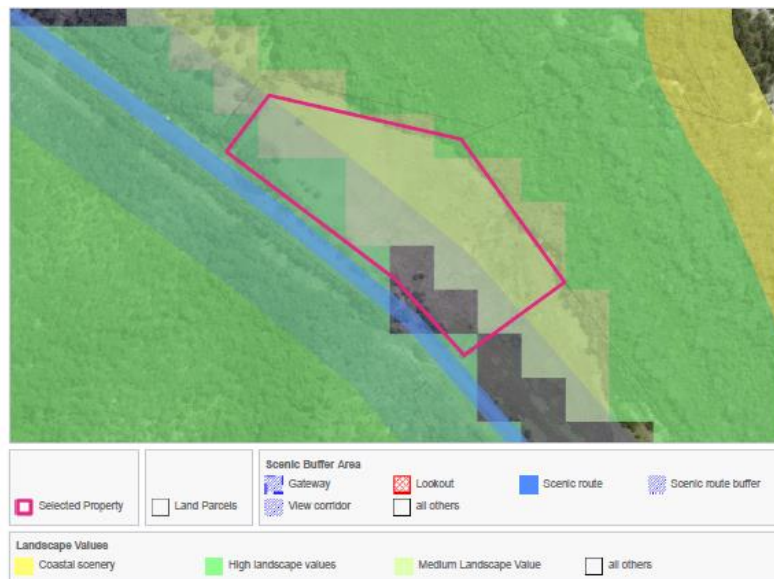 Scenic Buffer Area
Gateway Lookout Scenic route Scenic route buffer
Selected Property Land Parcels View corridor all others
Landscape Values
Coastal scenery High landscape values Medium Landscape Value all others